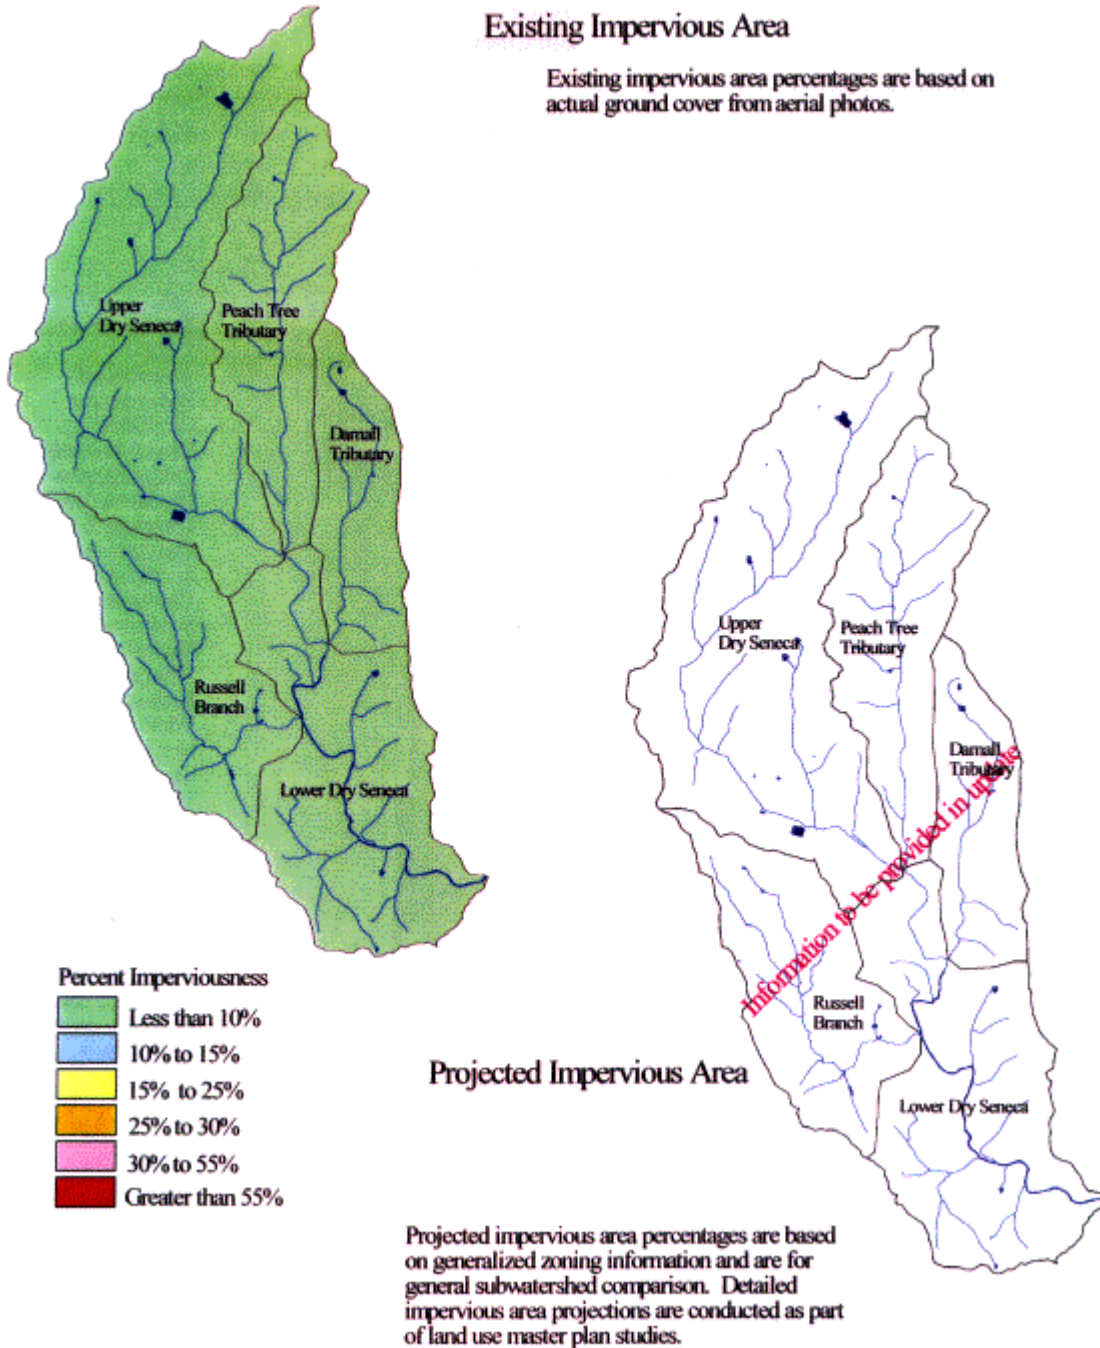 Existing Impervious Area
Existing impervious area percentages are based on
actual ground cover from aerial photos.
Upper
Dry Seneca
Peach Tree
Tributary
Darnall
Tributary
Russell
Branch
Lower Dry Seneca
Percent Imperviousness
Less than 10%
10% to 15%
15% to 25%
25% to 30%
30% to 55%
Greater than 55%
Upper
Dry Seneca
Peach Tree
Tributary
Darnall
Tributary
Information to be provided in update
Russell
Branch
Lower Dry Seneca
Projected Impervious Area
Projected impervious area percentages are based
on generalized zoning information and are for
general subwatershed comparison. Detailed
impervious area projections are conducted as part
of land use master plan studies.